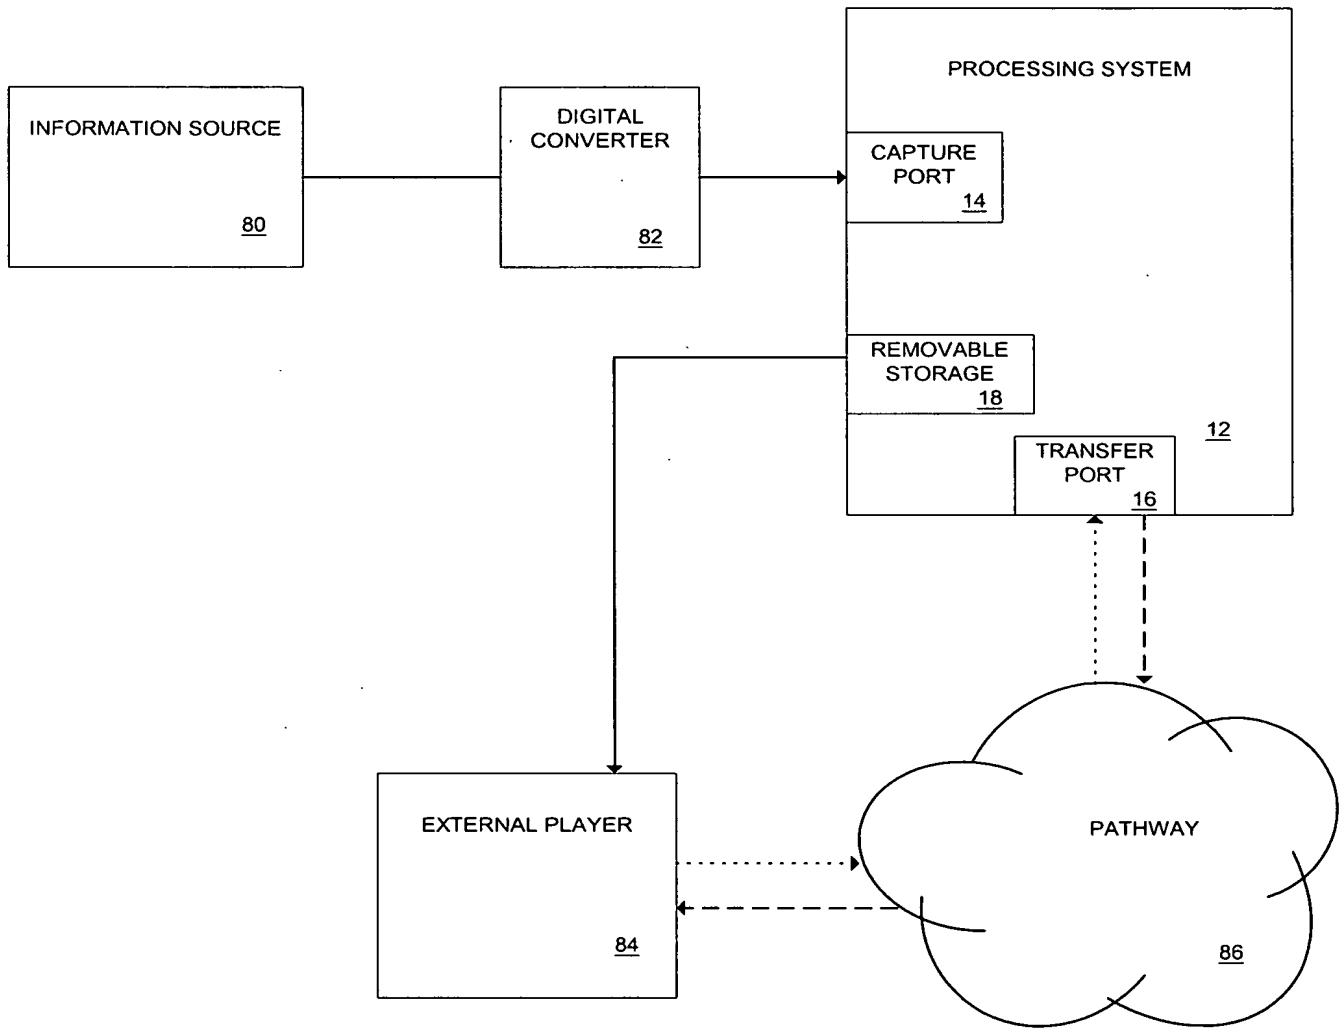 PROCESSING SYSTEM
INFORMATION SOURCE
80
DIGITAL
CONVERTER
82
CAPTURE
PORT
14
REMOVABLE
STORAGE
18
12
TRANSFER
PORT
16
EXTERNAL PLAYER
84
PATHWAY
86